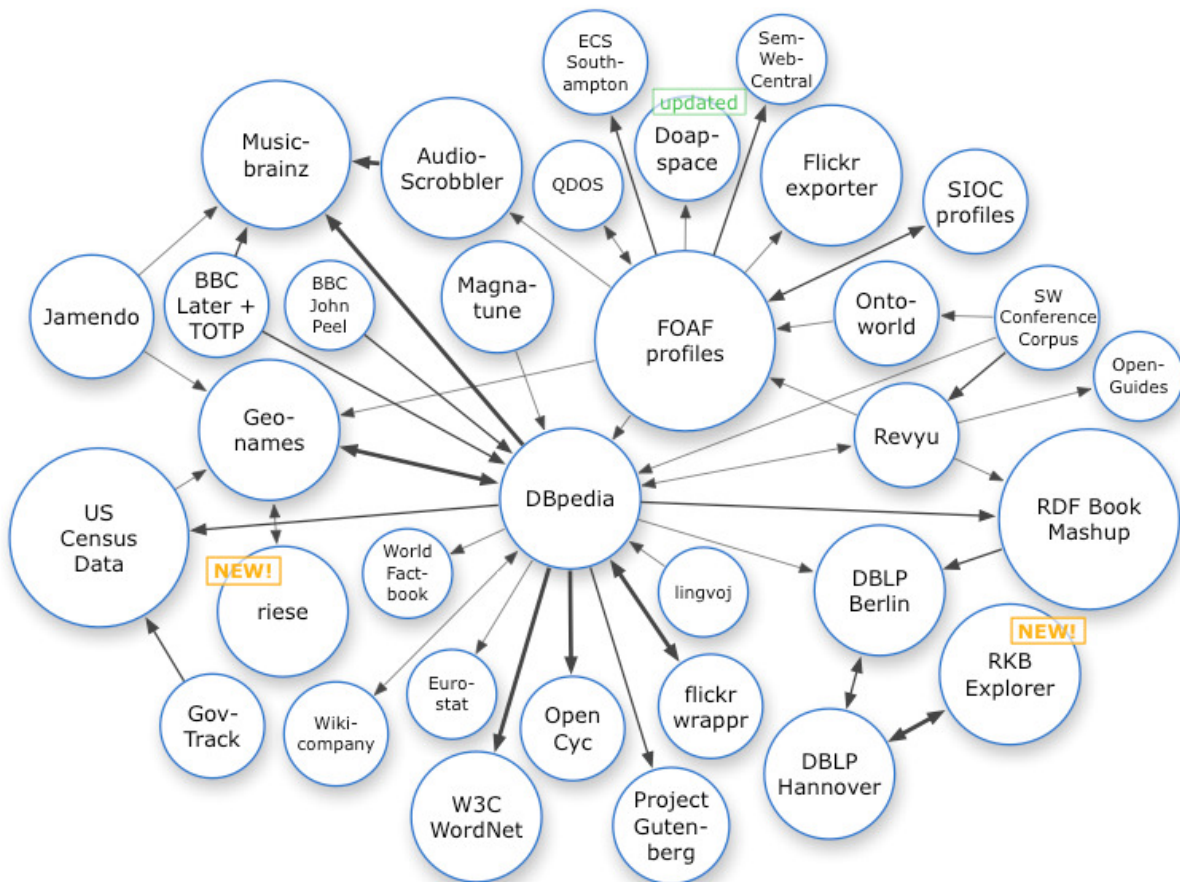 ECS
South-
ampton
Sem-
Web-
Central
updated
Doap-
space
Music-
brainz
Audio-
Scrobbler
QDOS
Flickr
exporter
SIOC
profiles
Jamendo
BBC
Later +
TOTP
BBC
John
Peel
Magna-
tune
FOAF
profiles
Onto-
world
SW
Conference
Corpus
Open-
Guides
Geo-
names
Revyu
US
Census
Data
DBpedia
RDF Book
Mashup
NEW!
riese
World
Fact-
book
lingvoj
DBLP
Berlin
NEW!
RKB
Explorer
Gov-
Track
Wiki-
company
Euro-
stat
Open
Cyc
flickr
wrappr
DBLP
Hannover
W3C
WordNet
Project
Guten-
berg